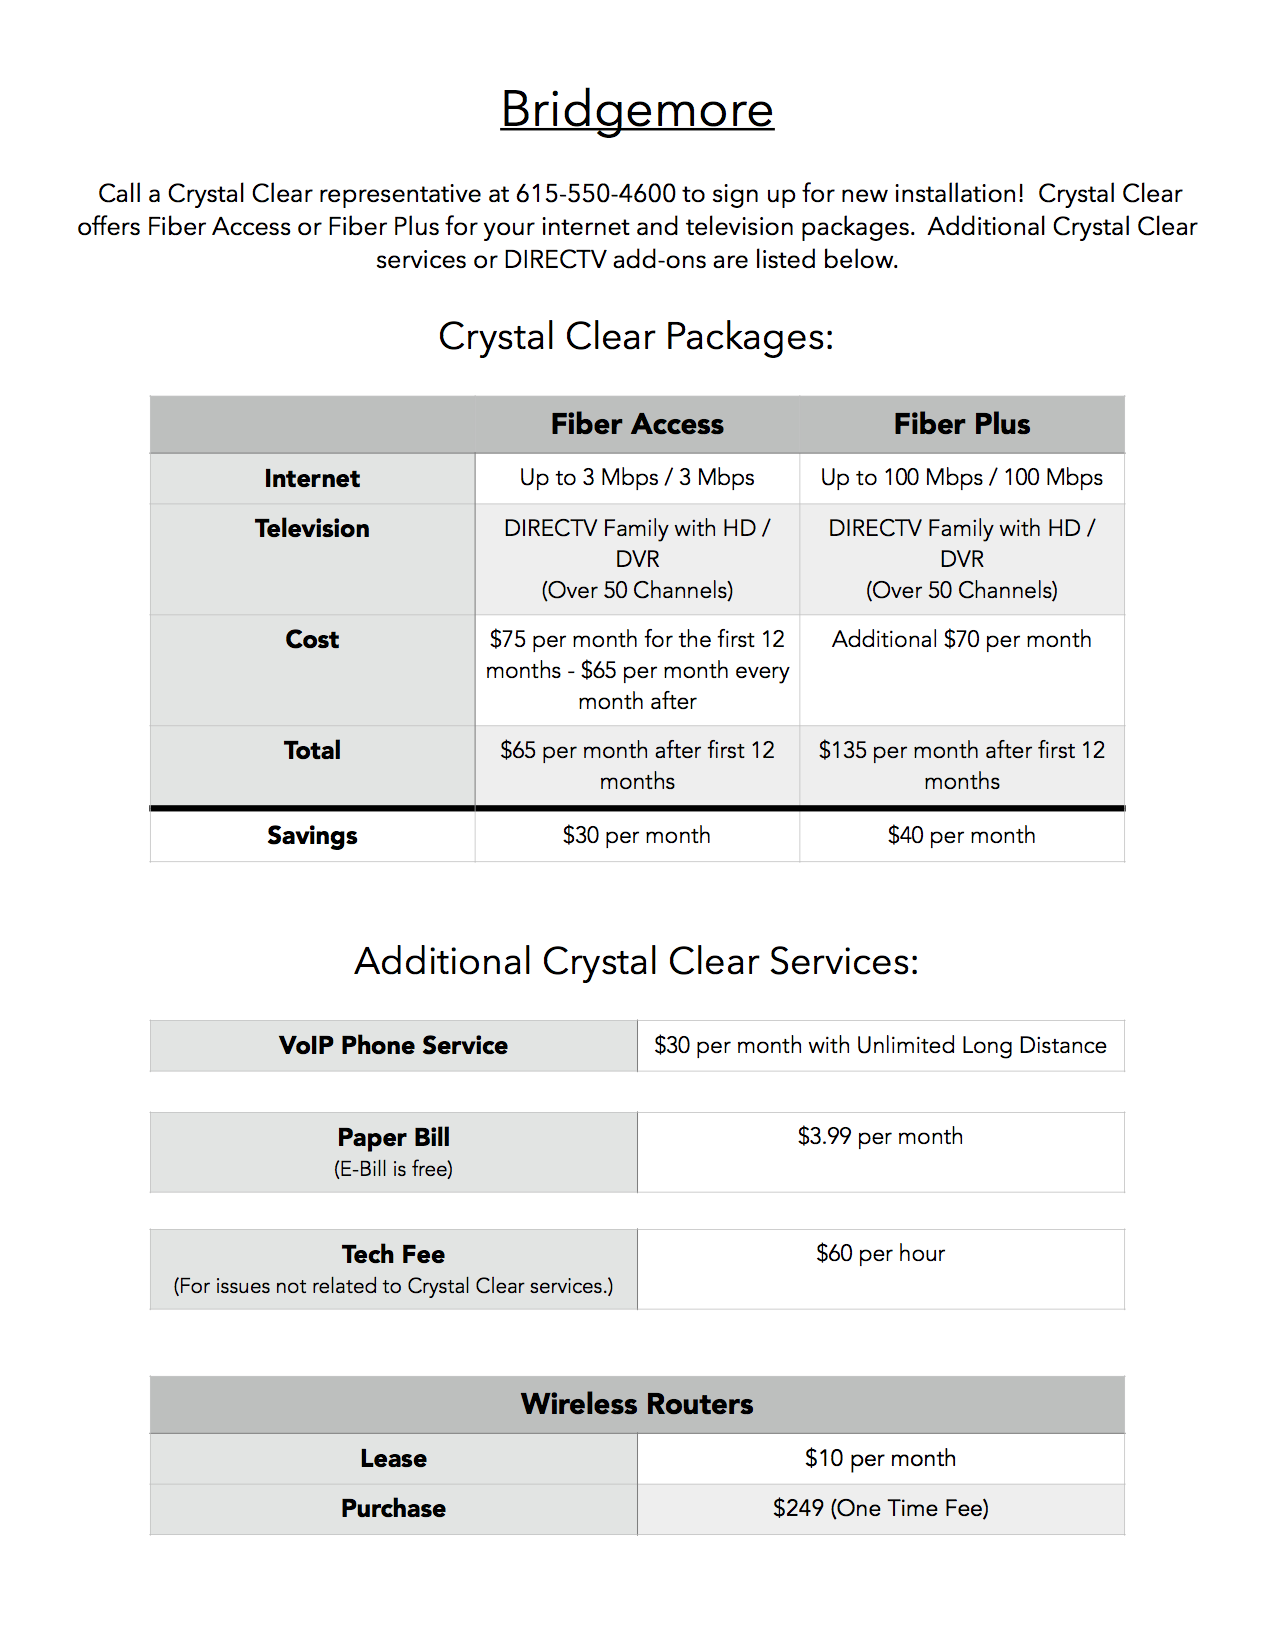 Bridgemore
Call a Crystal Clear representative at 615-550-4600 to sign up for new installation!  Crystal Clear
offers Fiber Access or Fiber Plus for your internet and television packages.  Additional Crystal Clear
services or DIRECTV add-ons are listed below.
Crystal Clear Packages:
Fiber Access Fiber Plus
Internet Up to 3 Mbps / 3 Mbps Up to 100 Mbps / 100 Mbps
Television DIRECTV Family with HD / DIRECTV Family with HD /
DVR DVR
(Over 50 Channels) (Over 50 Channels)
Cost $75 per month for the first 12 Additional $70 per month
months - $65 per month every
month after
Total $65 per month after first 12 $135 per month after first 12
months months
Savings $30 per month $40 per month
Additional Crystal Clear Services:
VoIP Phone Service $30 per month with Unlimited Long Distance
Paper Bill $3.99 per month
(E-Bill is free)
Tech Fee $60 per hour
(For issues not related to Crystal Clear services.)
Wireless Routers
Lease $10 per month
Purchase $249 (One Time Fee)